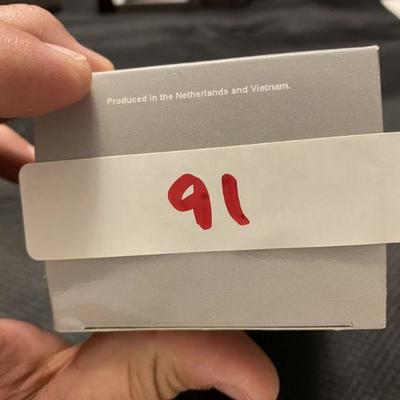 Produced in the Netherlands and Vietnam.
91